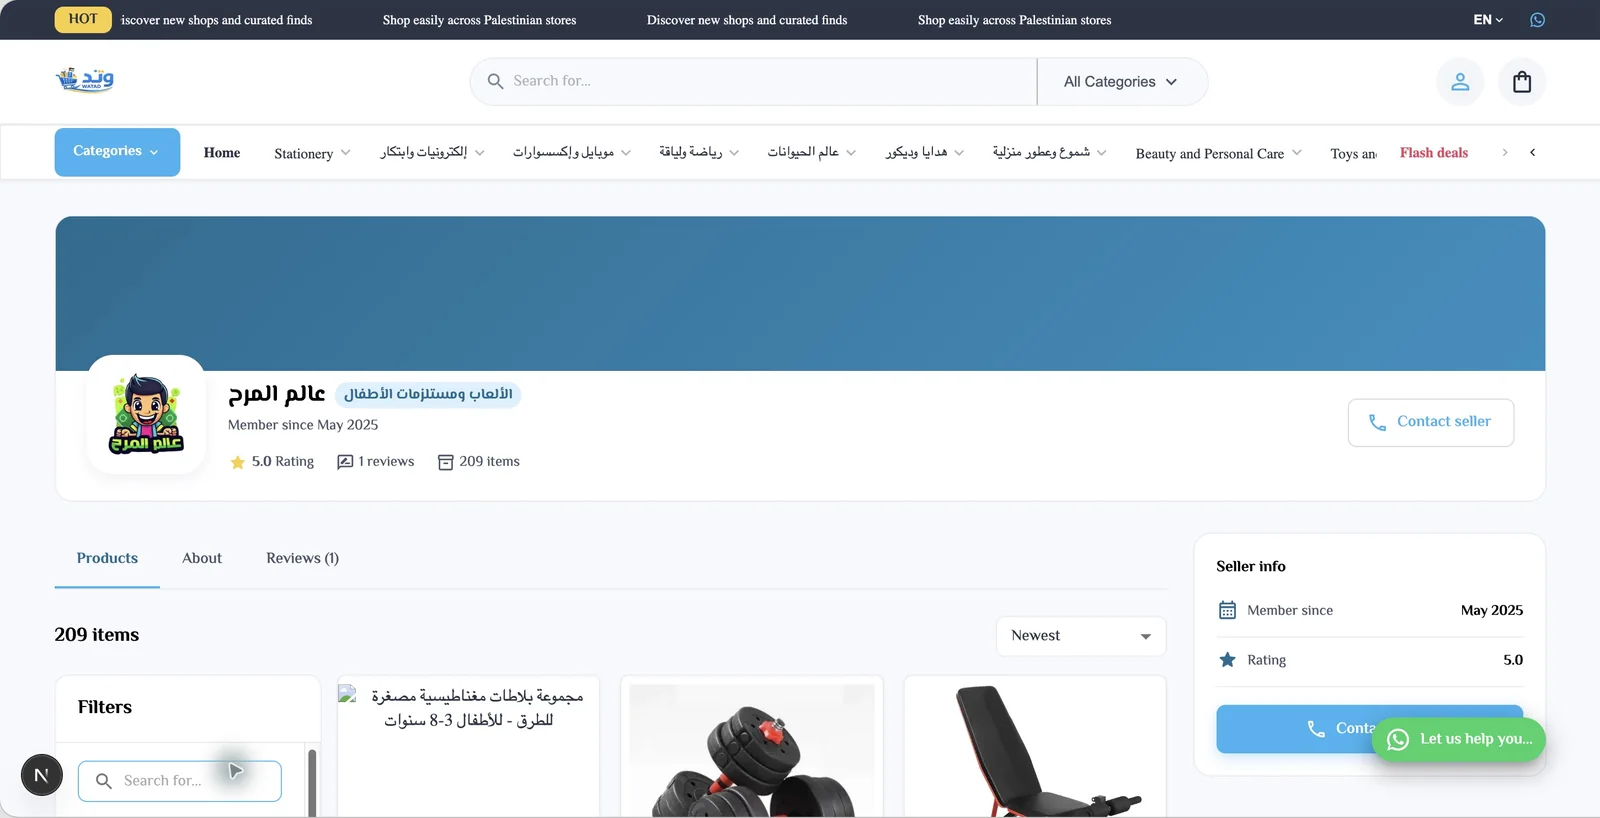 HOT
iscover new shops and curated finds
Shop easily across Palestinian stores
Discover new shops and curated finds
Shop easily across Palestinian stores
EN
وتد
WATAD
Search for...
All Categories
Categories
Home
Stationery
إلكترونيات وابتكار
موبايل وإكسسوارات
رياضة ولياقة
عالم الحيوانات
هدايا وديكور
شموع وعطور منزلية
Beauty and Personal Care
Toys an
Flash deals
عالم المرح
عالم المرح
الألعاب ومستلزمات الأطفال
Member since May 2025
5.0 Rating
1 reviews
209 items
Contact seller
Products
About
Reviews (1)
209 items
Newest
Filters
Search for...
مجموعة بلاطات مغناطيسية مصغرة
للطرق - للأطفال 3-8 سنوات
Seller info
Member since
May 2025
Rating
5.0
Conta
Let us help you...
N